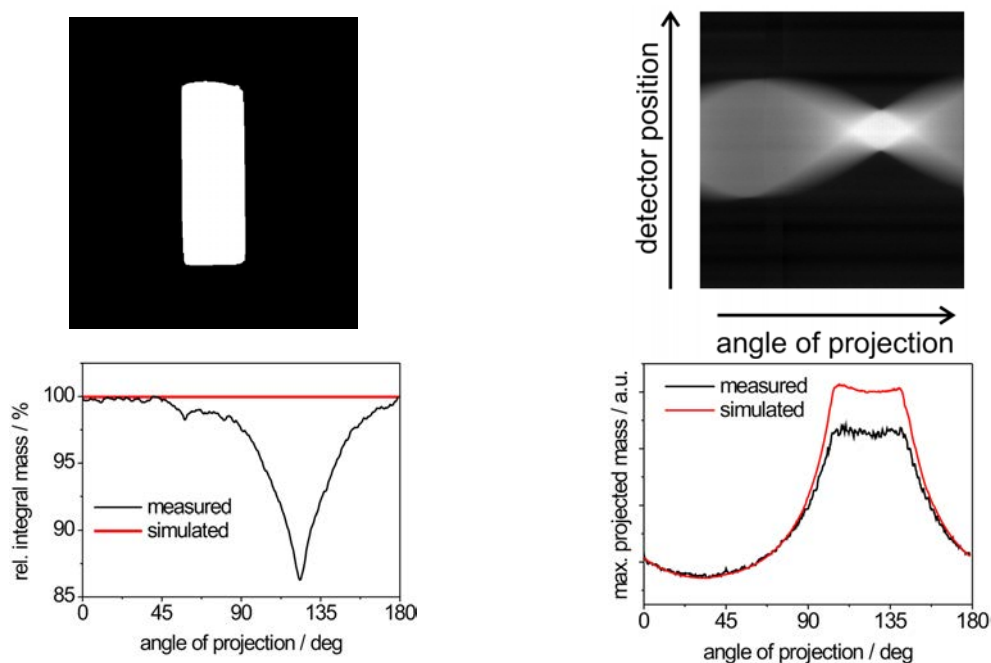 detector position
angle of projection
rel. integral mass / %
100
95
90
85
measured
simulated
0
45
90
135
180
angle of projection / deg
max. projected mass / a.u.
measured
simulated
0
45
90
135
180
angle of projection / deg